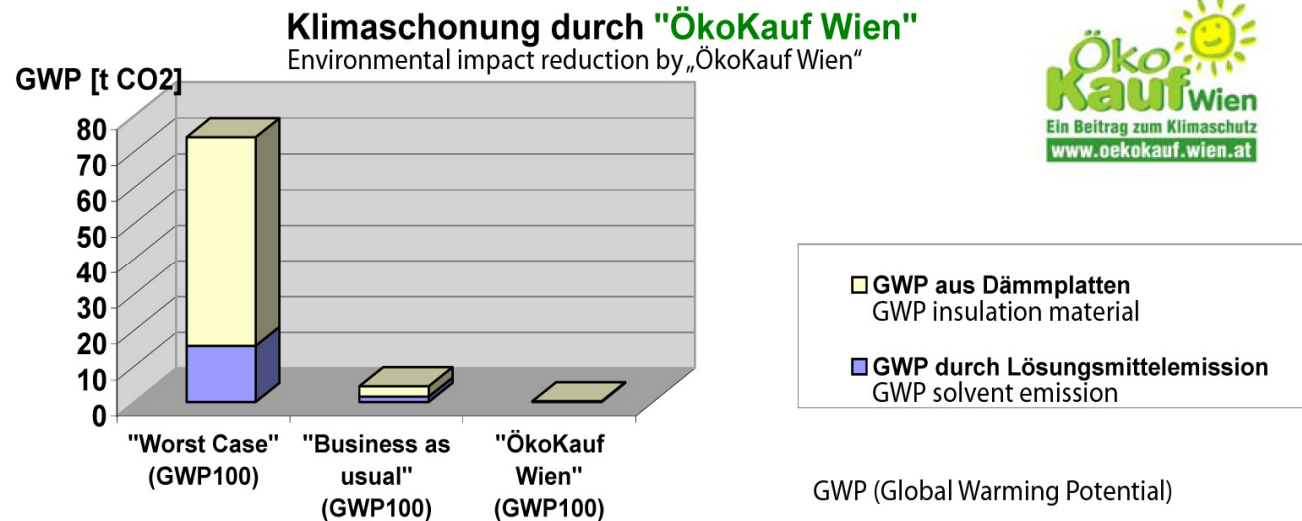 Klimaschonung durch "ÖkoKauf Wien"
Environmental impact reduction by „ÖkoKauf Wien“
GWP [t CO2]
80
70
60
50
40
30
20
10
0
"Worst Case"
(GWP100)
"Business as
usual"
(GWP100)
"ÖkoKauf
Wien"
(GWP100)
Öko
Kauf Wien
Ein Beitrag zum Klimaschutz
www.oekokauf.wien.at
GWP aus Dämmplatten
GWP insulation material
GWP durch Lösungsmittelemission
GWP solvent emission
GWP (Global Warming Potential)